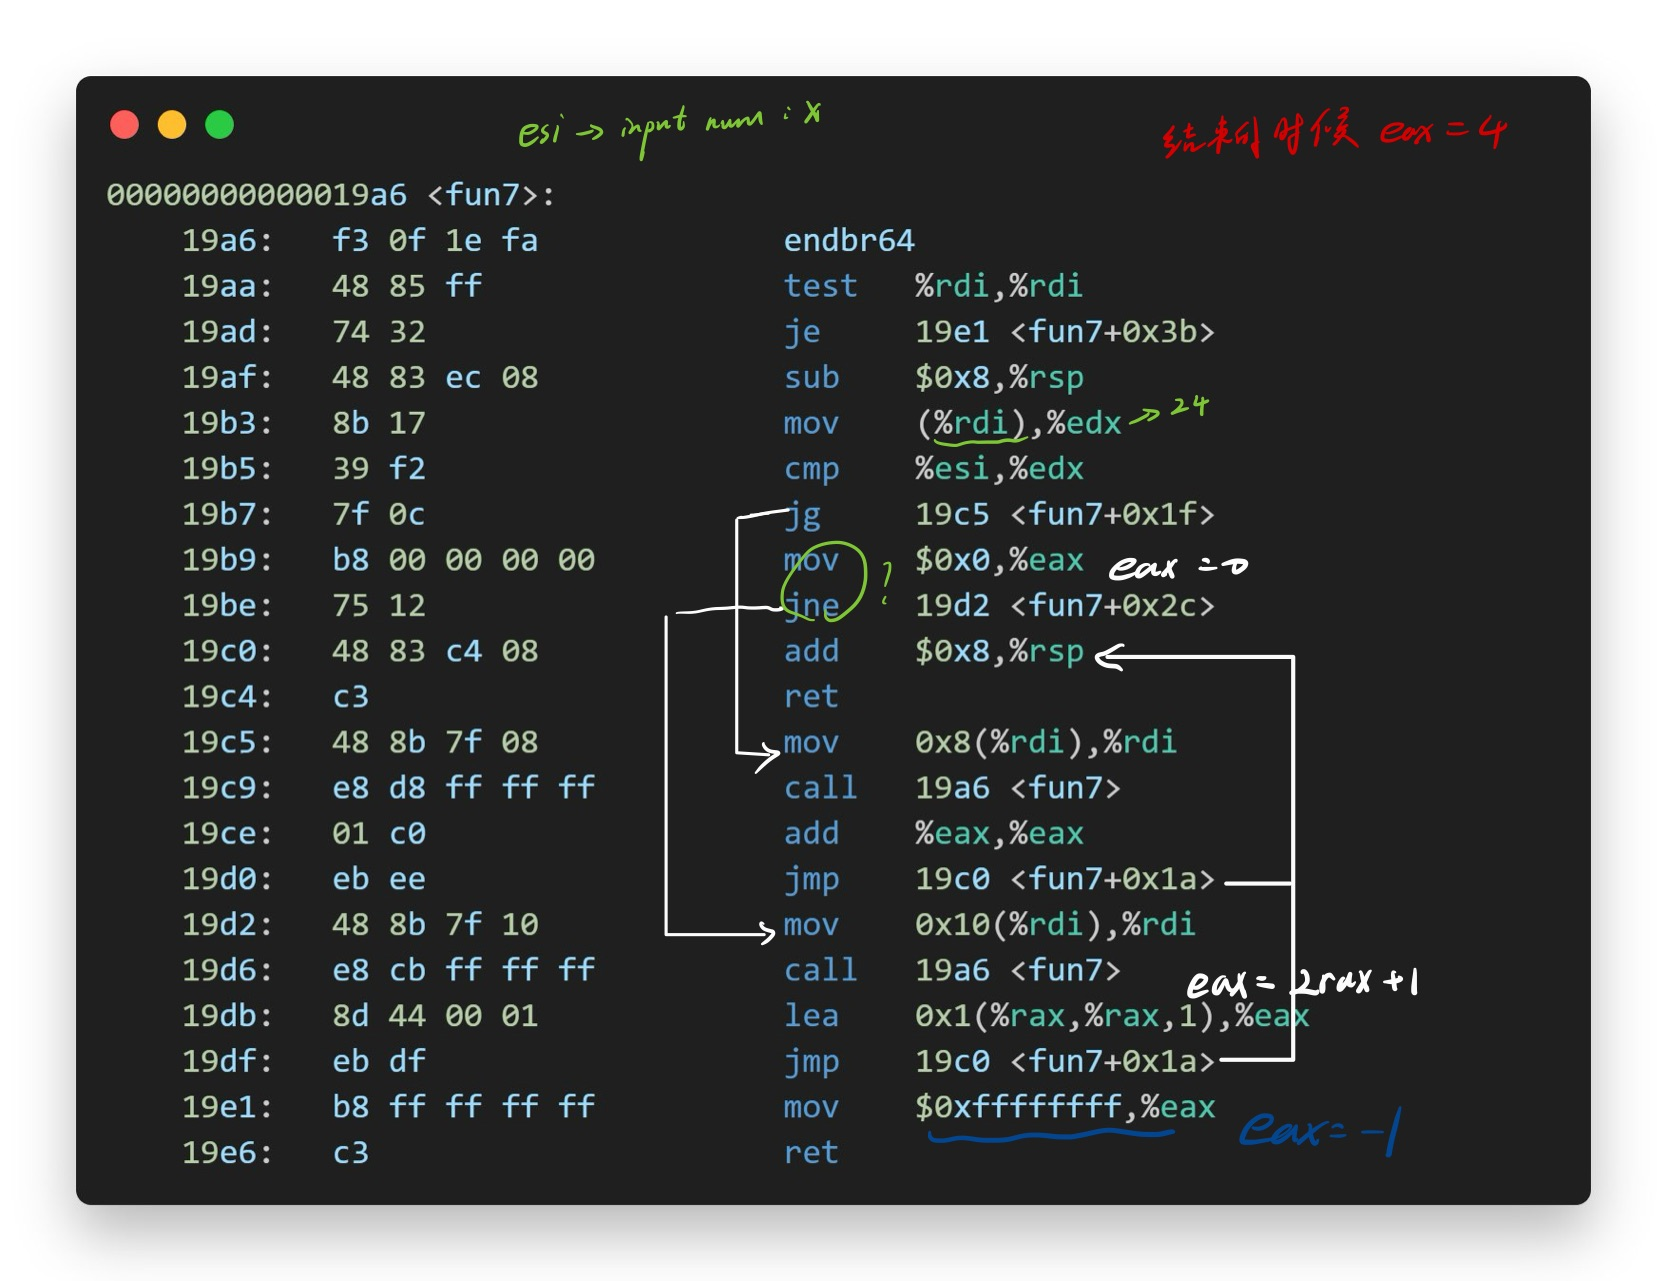 esi → input num : X
结束的时候 eax = 4
00000000000019a6 <fun7>:
19a6: f3 0f 1e fa endbr64
19aa: 48 85 ff test %rdi,%rdi
19ad: 74 32 je 19e1 <fun7+0x3b>
19af: 48 83 ec 08 sub $0x8,%rsp
19b3: 8b 17 mov (%rdi),%edx → 24
19b5: 39 f2 cmp %esi,%edx
19b7: 7f 0c jg 19c5 <fun7+0x1f>
19b9: b8 00 00 00 00 mov $0x0,%eax eax = 0
?
19be: 75 12 jne 19d2 <fun7+0x2c>
19c0: 48 83 c4 08 add $0x8,%rsp
19c4: c3 ret
19c5: 48 8b 7f 08 mov 0x8(%rdi),%rdi
19c9: e8 d8 ff ff ff call 19a6 <fun7>
19ce: 01 c0 add %eax,%eax
19d0: eb ee jmp 19c0 <fun7+0x1a>
19d2: 48 8b 7f 10 mov 0x10(%rdi),%rdi
19d6: e8 cb ff ff ff call 19a6 <fun7>
eax = 2rax + 1
19db: 8d 44 00 01 lea 0x1(%rax,%rax,1),%eax
19df: eb df jmp 19c0 <fun7+0x1a>
19e1: b8 ff ff ff ff mov $0xffffffff,%eax eax = -1
19e6: c3 ret